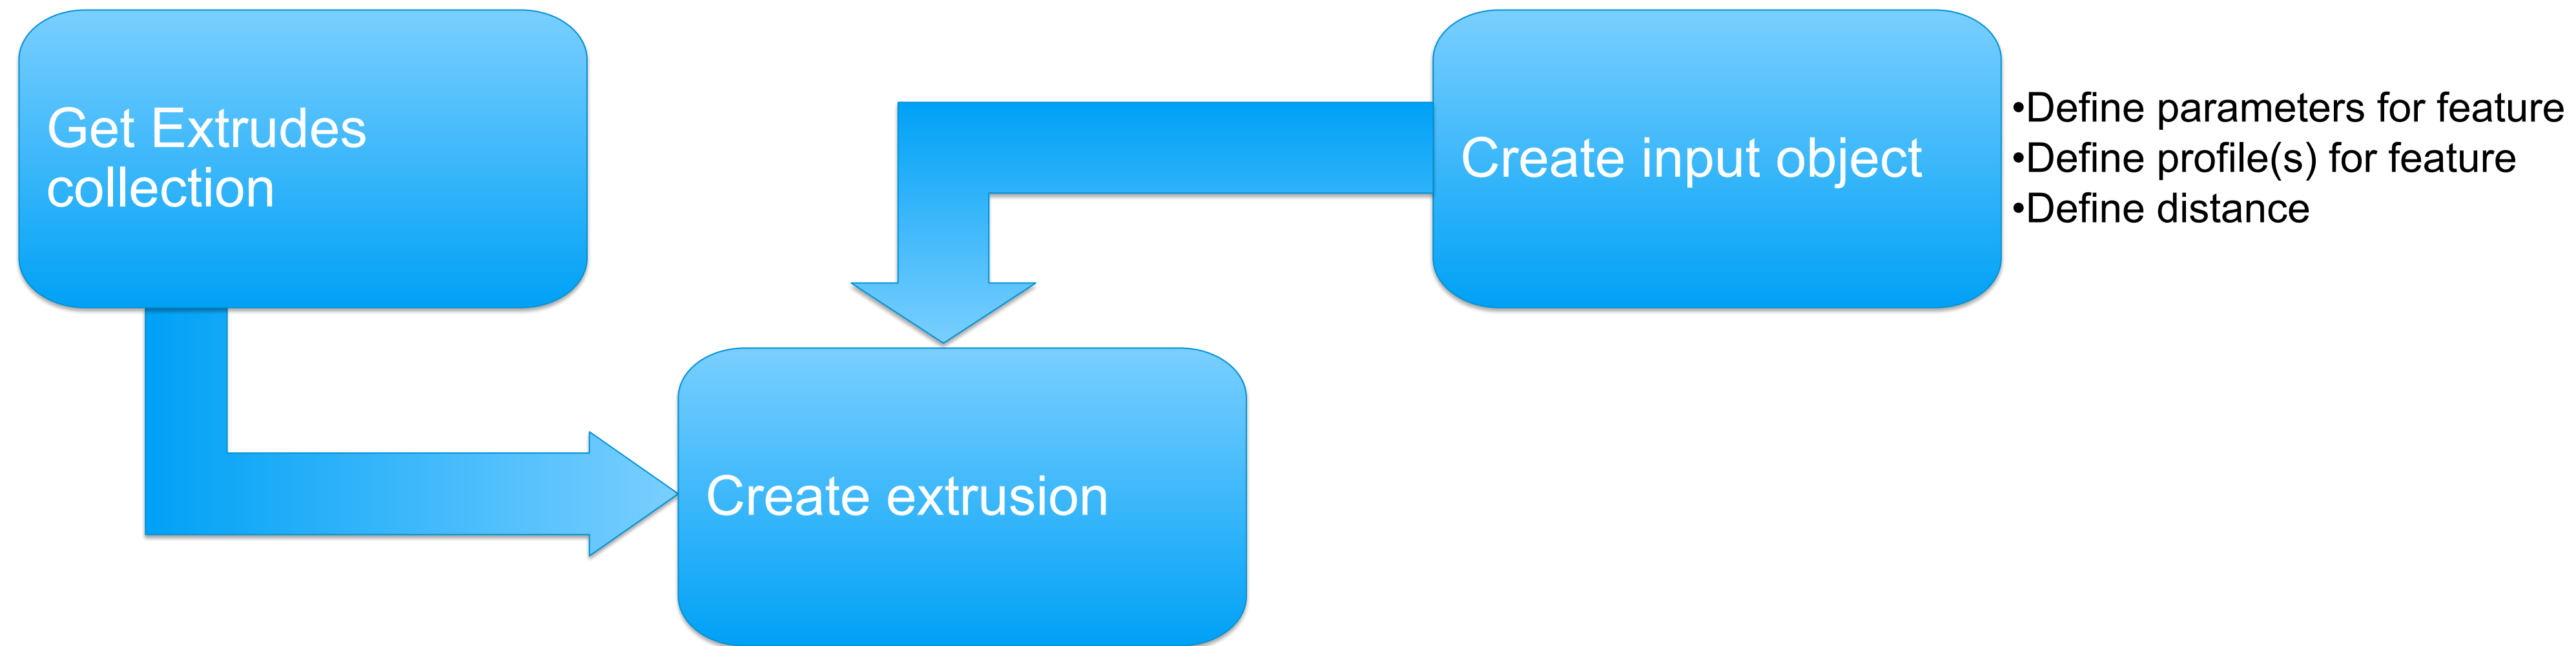 Get Extrudes
collection
Create input object
•Define parameters for feature
•Define profile(s) for feature
•Define distance
Create extrusion